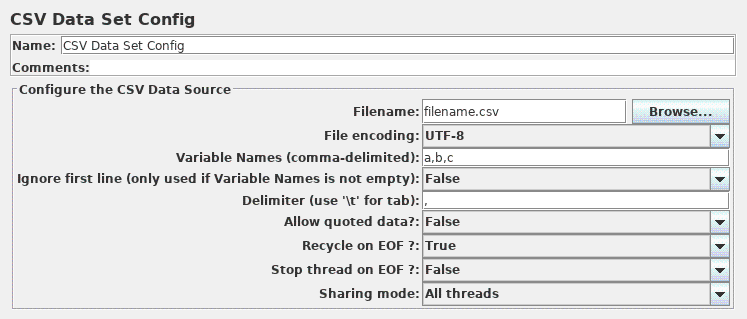 CSV Data Set Config
Name: CSV Data Set Config
Comments:
Configure the CSV Data Source
Filename: filename.csv Browse...
File encoding: UTF-8
Variable Names (comma-delimited): a,b,c
Ignore first line (only used if Variable Names is not empty): False
Delimiter (use '\t' for tab): ,
Allow quoted data?: False
Recycle on EOF ?: True
Stop thread on EOF ?: False
Sharing mode: All threads